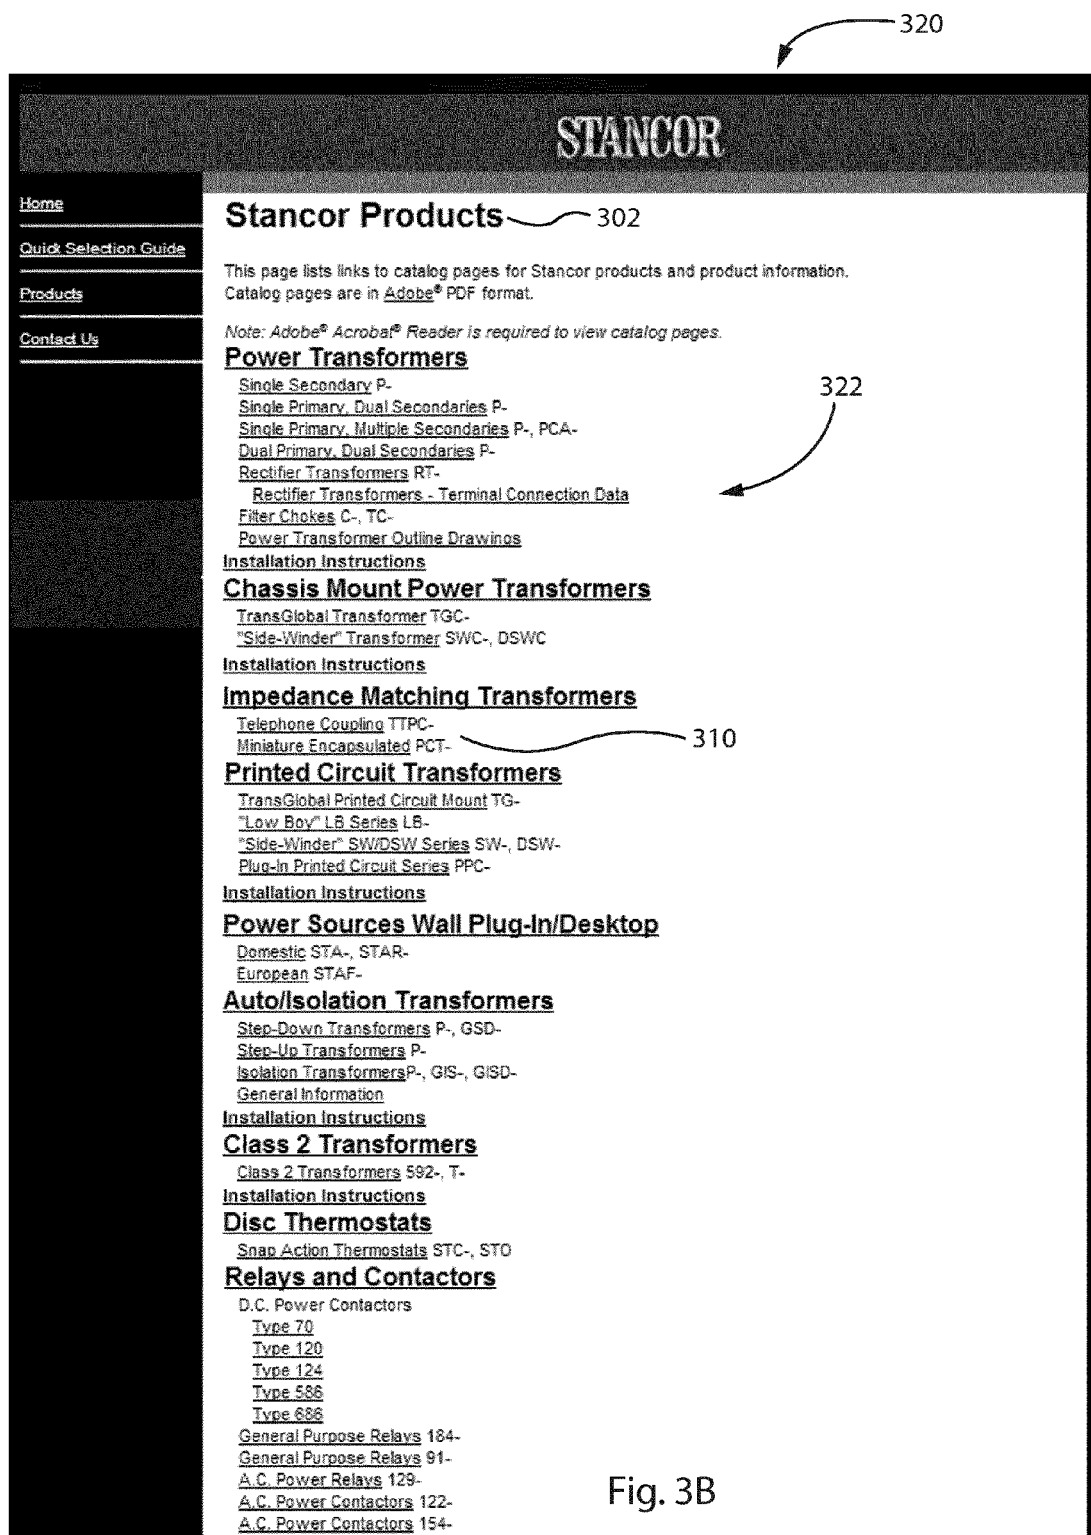 320
STANCOR
Home
Quick Selection Guide
Products
Contact Us
Stancor Products 302
This page lists links to catalog pages for Stancor products and product information.
Catalog pages are in Adobe® PDF format.
Note: Adobe® Acrobat® Reader is required to view catalog pages.
Power Transformers
Single Secondary P-
Single Primary, Dual Secondaries P-
322
Single Primary, Multiple Secondaries P-, PCA-
Dual Primary, Dual Secondaries P-
Rectifier Transformers RT-
Rectifier Transformers - Terminal Connection Data
Filter Chokes C-, TC-
Power Transformer Outline Drawings
Installation Instructions
Chassis Mount Power Transformers
TransGlobal Transformer TGC-
"Side-Winder" Transformer SWC-, DSWC
Installation Instructions
Impedance Matching Transformers
Telephone Coupling TTPC-
Miniature Encapsulated PCT- 310
Printed Circuit Transformers
TransGlobal Printed Circuit Mount TG-
"Low Boy" LB Series LB-
"Side-Winder" SW/DSW Series SW-, DSW-
Plug-In Printed Circuit Series PPC-
Installation Instructions
Power Sources Wall Plug-In/Desktop
Domestic STA-, STAR-
European STAF-
Auto/Isolation Transformers
Step-Down Transformers P-, GSD-
Step-Up Transformers P-
Isolation TransformersP-, GIS-, GISD-
General Information
Installation Instructions
Class 2 Transformers
Class 2 Transformers 592-, T-
Installation Instructions
Disc Thermostats
Snap Action Thermostats STC-, STO
Relays and Contactors
D.C. Power Contactors
Type 70
Type 120
Type 124
Type 586
Type 686
General Purpose Relays 184-
General Purpose Relays 91-
A.C. Power Relays 129-
A.C. Power Contactors 122-
A.C. Power Contactors 154-
Fig. 3B